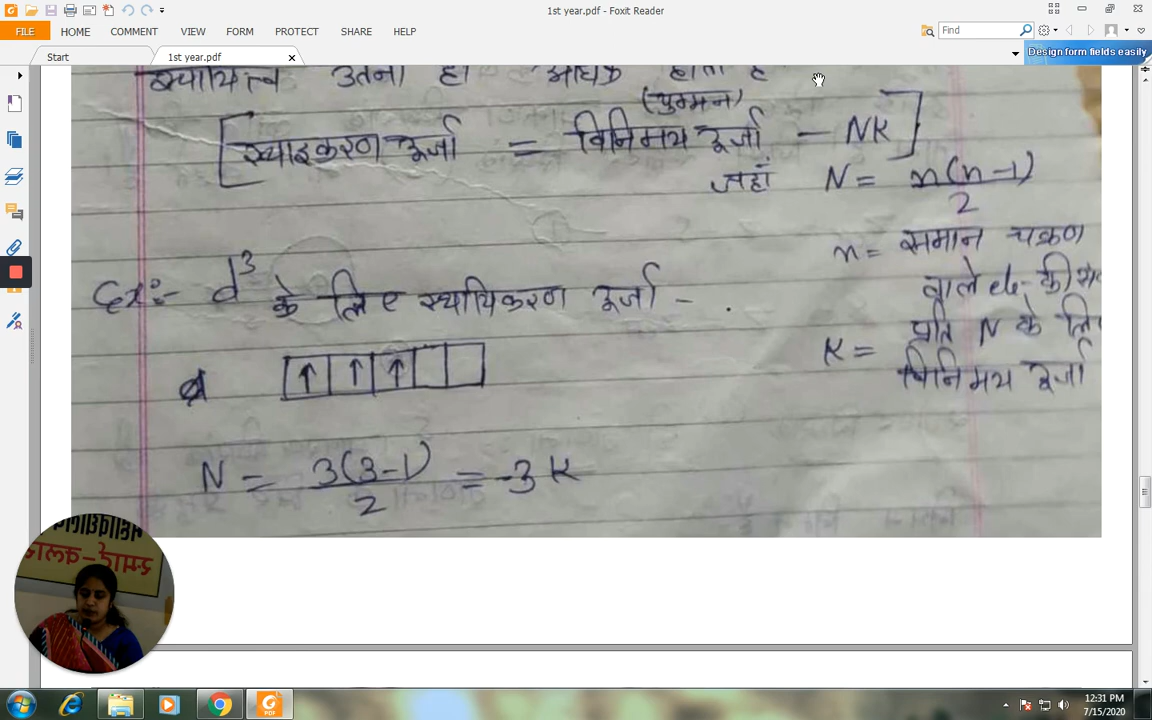 1st year.pdf - Foxit Reader
FILE HOME COMMENT VIEW FORM PROTECT SHARE HELP
Find
Start 1st year.pdf
Design form fields easily
स्थायित्व उतना ही अधिक होता है
(युग्मन)
[स्थाइकरण ऊर्जा = विनिमय ऊर्जा - NK]
जहाँ N = n(n-1)
2
n = समान चक्रण
वाले ele- की
Ex:- d3 के लिए स्थायिकरण ऊर्जा - .
प्रति N के लि
K = विनिमय ऊर्जा
d ↑ ↑ ↑
N = 3(3-1) = -3 K
2
12:31 PM
7/15/2020